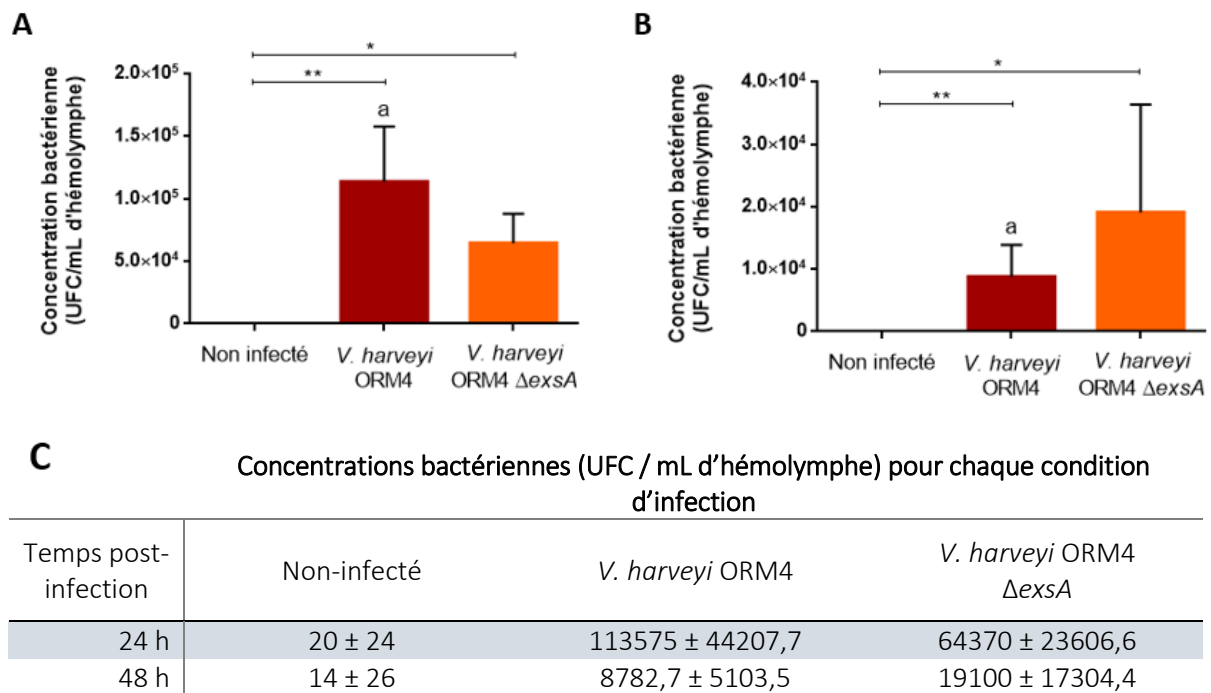 A
Concentration bactérienne
(UFC/mL d'hémolymphe)
2.0×10⁵
1.5×10⁵
1.0×10⁵
5.0×10⁴
0
*
**
a
Non infecté
V. harveyi
ORM4
V. harveyi
ORM4 ΔexsA
B
Concentration bactérienne
(UFC/mL d'hémolymphe)
4.0×10⁴
3.0×10⁴
2.0×10⁴
1.0×10⁴
0
*
**
a
Non infecté
V. harveyi
ORM4
V. harveyi
ORM4 ΔexsA
C
Concentrations bactériennes (UFC / mL d’hémolymphe) pour chaque condition
d’infection
Temps post-
infection
Non-infecté
V. harveyi ORM4
V. harveyi ORM4
ΔexsA
24 h 20 ± 24 113575 ± 44207,7 64370 ± 23606,6
48 h 14 ± 26 8782,7 ± 5103,5 19100 ± 17304,4